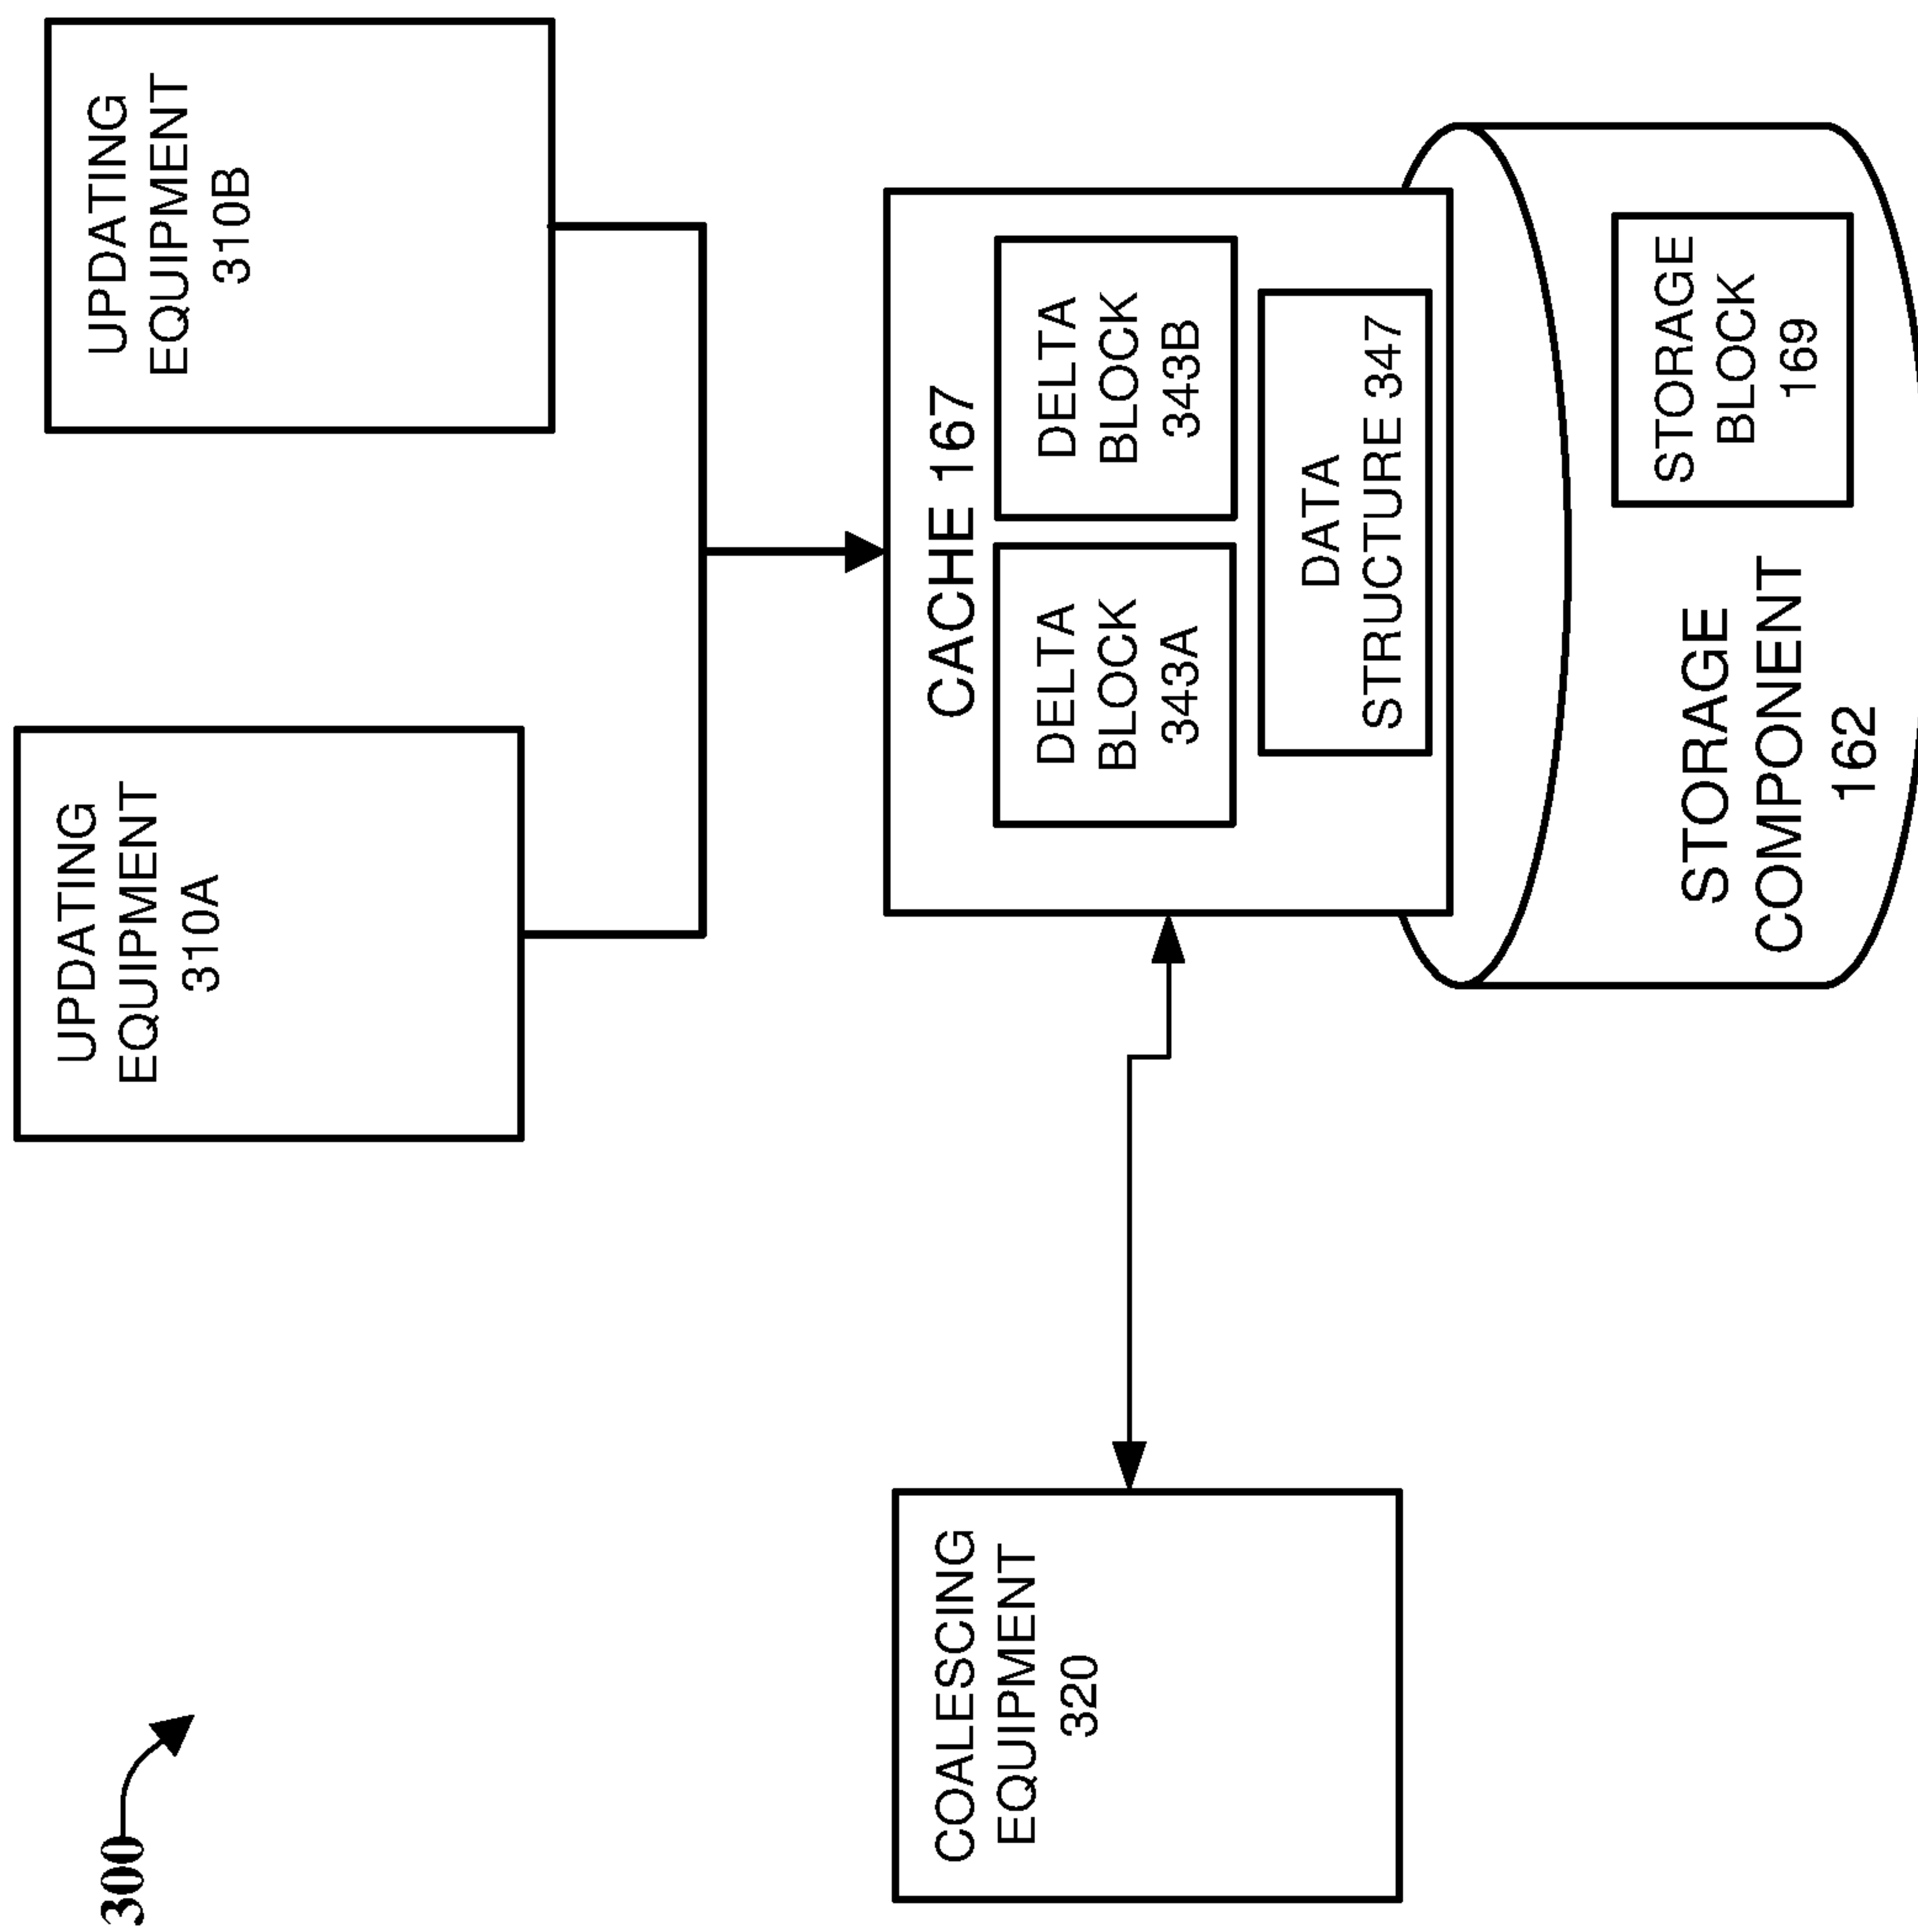 300
UPDATING
EQUIPMENT
310A
UPDATING
EQUIPMENT
310B
COALESCING
EQUIPMENT
320
CACHE 167
DELTA
BLOCK
343A
DELTA
BLOCK
343B
DATA
STRUCTURE 347
STORAGE
COMPONENT
162
STORAGE
BLOCK
169